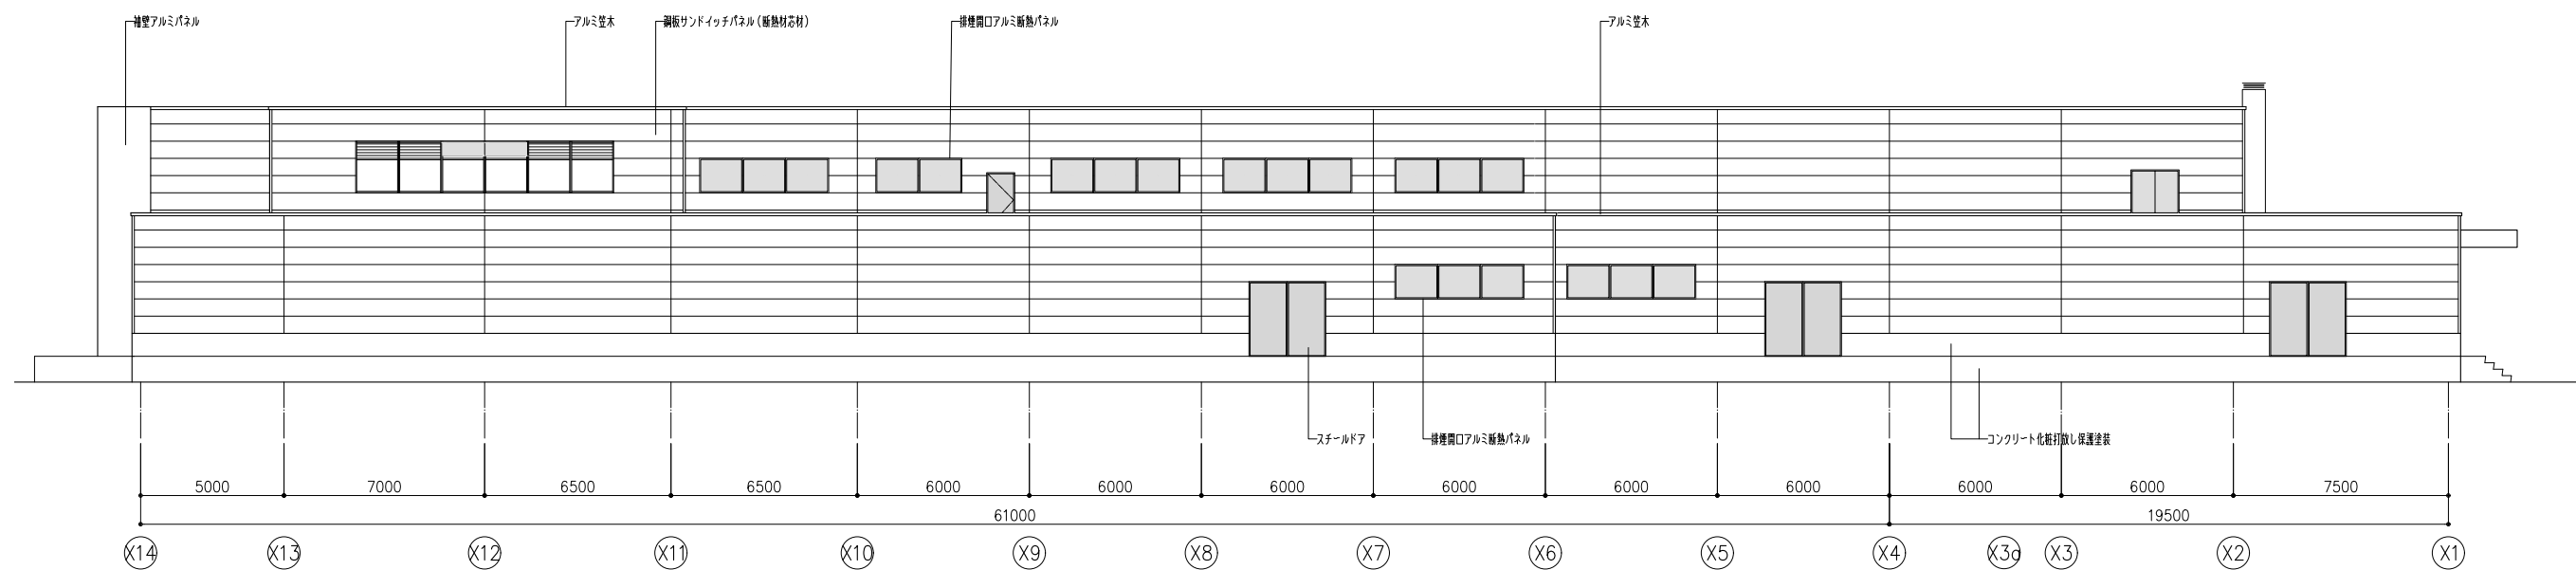 袖壁アルミパネル
アルミ笠木
鋼板サンドイッチパネル(断熱材芯材)
排煙開口アルミ断熱パネル
アルミ笠木
スチールドア
排煙開口アルミ断熱パネル
コンクリート化粧打放し保護塗装
5000 7000 6500 6500 6000 6000 6000 6000 6000 6000 6000 6000 7500
61000 19500
X14 X13 X12 X11 X10 X9 X8 X7 X6 X5 X4 X3a X3 X2 X1